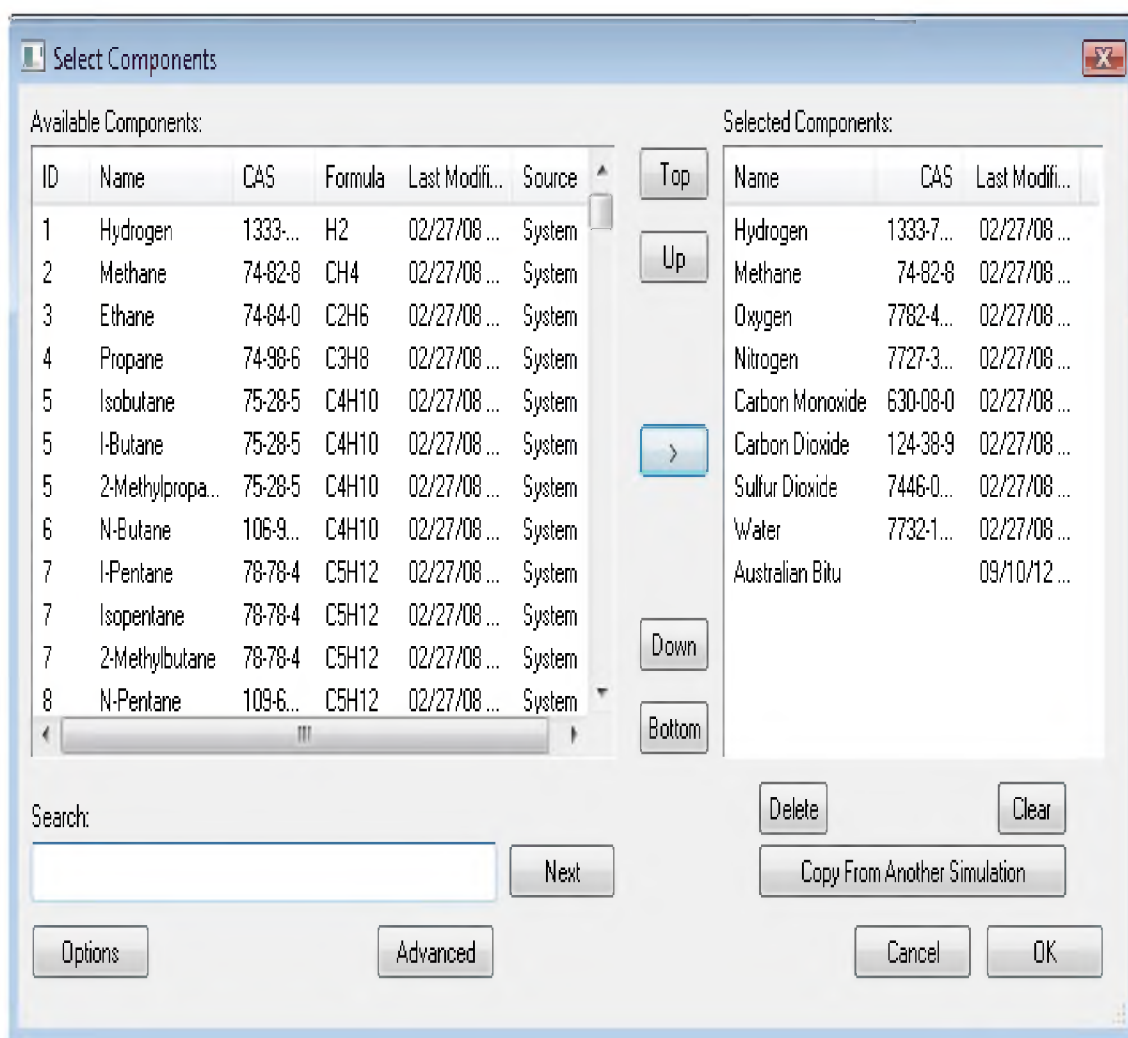 Select Components
Available Components:
ID Name CAS Formula Last Modifi... Source
1 Hydrogen 1333-... H2 02/27/08 ... System
2 Methane 74-82-8 CH4 02/27/08 ... System
3 Ethane 74-84-0 C2H6 02/27/08 ... System
4 Propane 74-98-6 C3H8 02/27/08 ... System
5 Isobutane 75-28-5 C4H10 02/27/08 ... System
5 I-Butane 75-28-5 C4H10 02/27/08 ... System
5 2-Methylpropa... 75-28-5 C4H10 02/27/08 ... System
6 N-Butane 106-9... C4H10 02/27/08 ... System
7 I-Pentane 78-78-4 C5H12 02/27/08 ... System
7 Isopentane 78-78-4 C5H12 02/27/08 ... System
7 2-Methylbutane 78-78-4 C5H12 02/27/08 ... System
8 N-Pentane 109-6... C5H12 02/27/08 ... System
Top
Up
>
Down
Bottom
Selected Components:
Name CAS Last Modifi...
Hydrogen 1333-7... 02/27/08 ...
Methane 74-82-8 02/27/08 ...
Oxygen 7782-4... 02/27/08 ...
Nitrogen 7727-3... 02/27/08 ...
Carbon Monoxide 630-08-0 02/27/08 ...
Carbon Dioxide 124-38-9 02/27/08 ...
Sulfur Dioxide 7446-0... 02/27/08 ...
Water 7732-1... 02/27/08 ...
Australian Bitu 09/10/12 ...
Search:
Next
Options
Advanced
Delete
Clear
Copy From Another Simulation
Cancel
OK